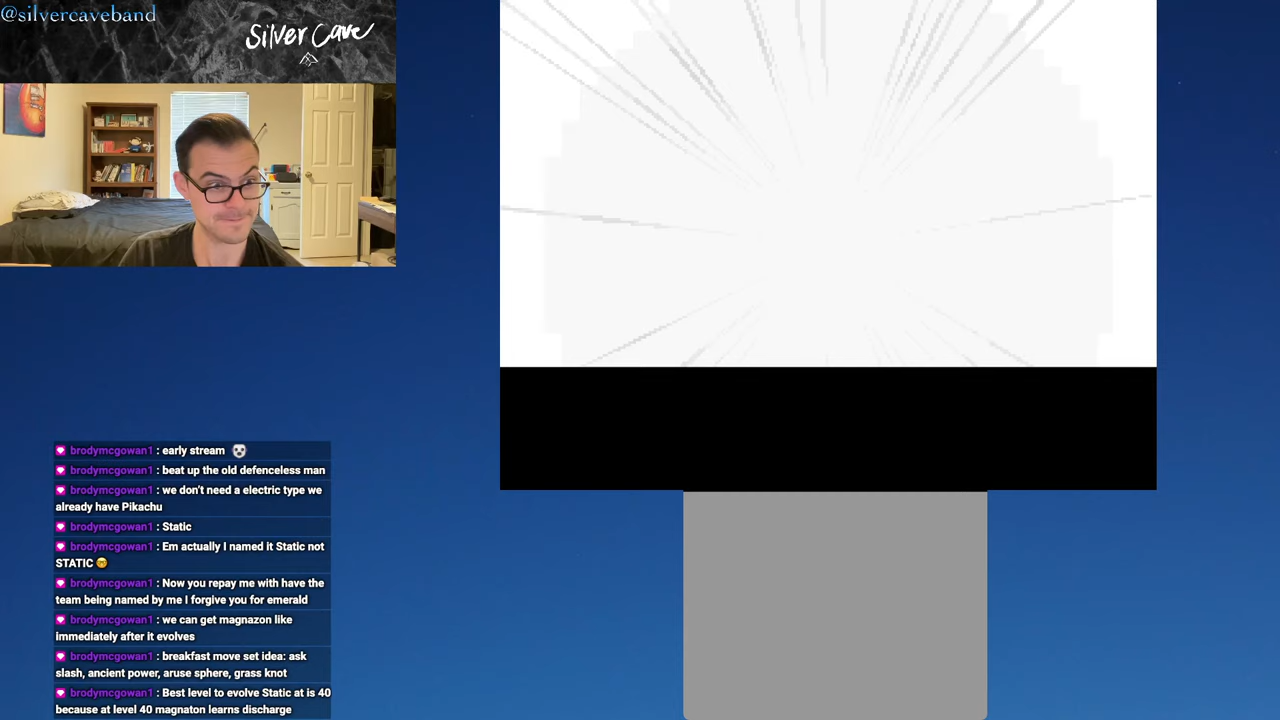 @silvercaveband
Silver Cave
brodymcgowan1 : early stream
brodymcgowan1 : beat up the old defenceless man
brodymcgowan1 : we don't need a electric type we
already have Pikachu
brodymcgowan1 : Static
brodymcgowan1 : Em actually I named it Static not
STATIC 🤓
brodymcgowan1 : Now you repay me with have the
team being named by me I forgive you for emerald
brodymcgowan1 : we can get magnazon like
immediately after it evolves
brodymcgowan1 : breakfast move set idea: ask
slash, ancient power, aruse sphere, grass knot
brodymcgowan1 : Best level to evolve Static at is 40
because at level 40 magnaton learns discharge